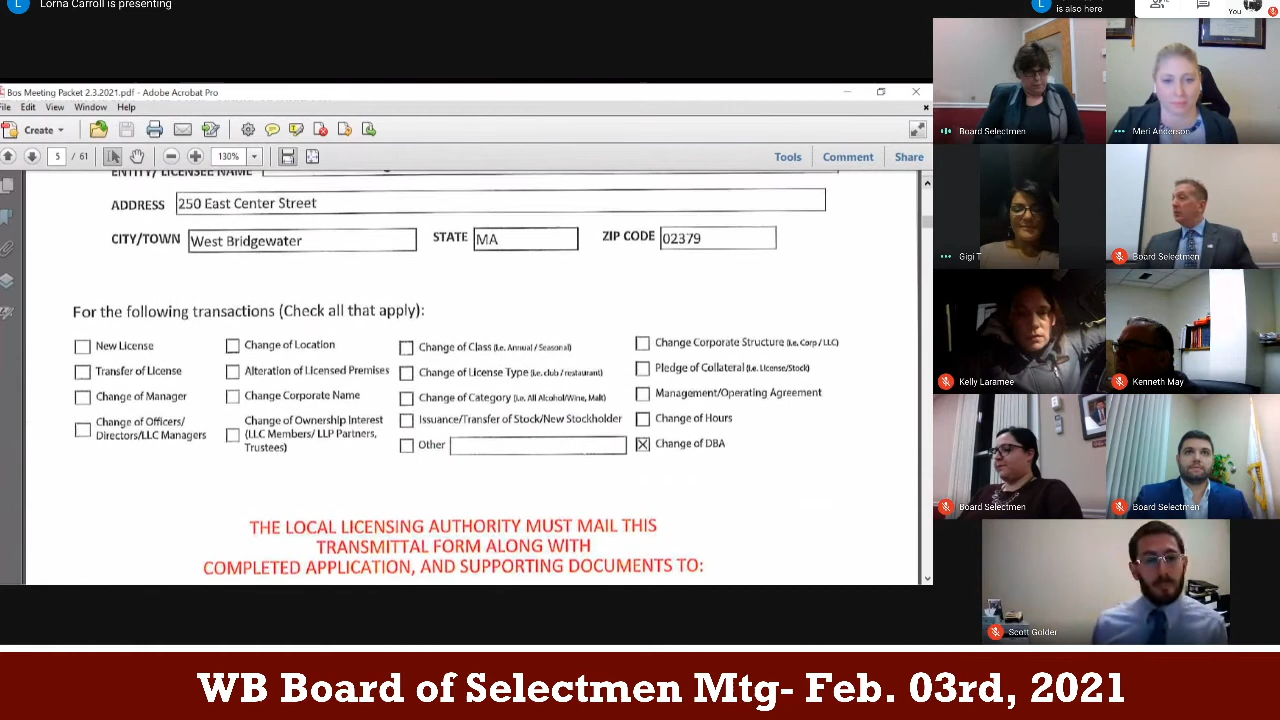 Lorna Carroll is presenting
is also here
You
Bos Meeting Packet 2.3.2021.pdf - Adobe Acrobat Pro
File Edit View Window Help
Create
5 / 61
130%
Tools Comment Share
ENTITY/ LICENSEE NAME
ADDRESS 250 East Center Street
CITY/TOWN West Bridgewater STATE MA ZIP CODE 02379
For the following transactions (Check all that apply):
New License
Transfer of License
Change of Manager
Change of Officers/
Directors/LLC Managers
Change of Location
Alteration of Licensed Premises
Change Corporate Name
Change of Ownership Interest
(LLC Members/ LLP Partners,
Trustees)
Change of Class (i.e. Annual / Seasonal)
Change of License Type (i.e. club / restaurant)
Change of Category (i.e. All Alcohol/Wine, Malt)
Issuance/Transfer of Stock/New Stockholder
Other
Change Corporate Structure (i.e. Corp / LLC)
Pledge of Collateral (i.e. License/Stock)
Management/Operating Agreement
Change of Hours
Change of DBA
THE LOCAL LICENSING AUTHORITY MUST MAIL THIS
TRANSMITTAL FORM ALONG WITH
COMPLETED APPLICATION, AND SUPPORTING DOCUMENTS TO:
Board Selectmen
Meri Anderson
Gigi T
Board Selectmen
Kelly Laramee
Kenneth May
Board Selectmen
Board Selectmen
Scott Golder
WB Board of Selectmen Mtg- Feb. 03rd, 2021